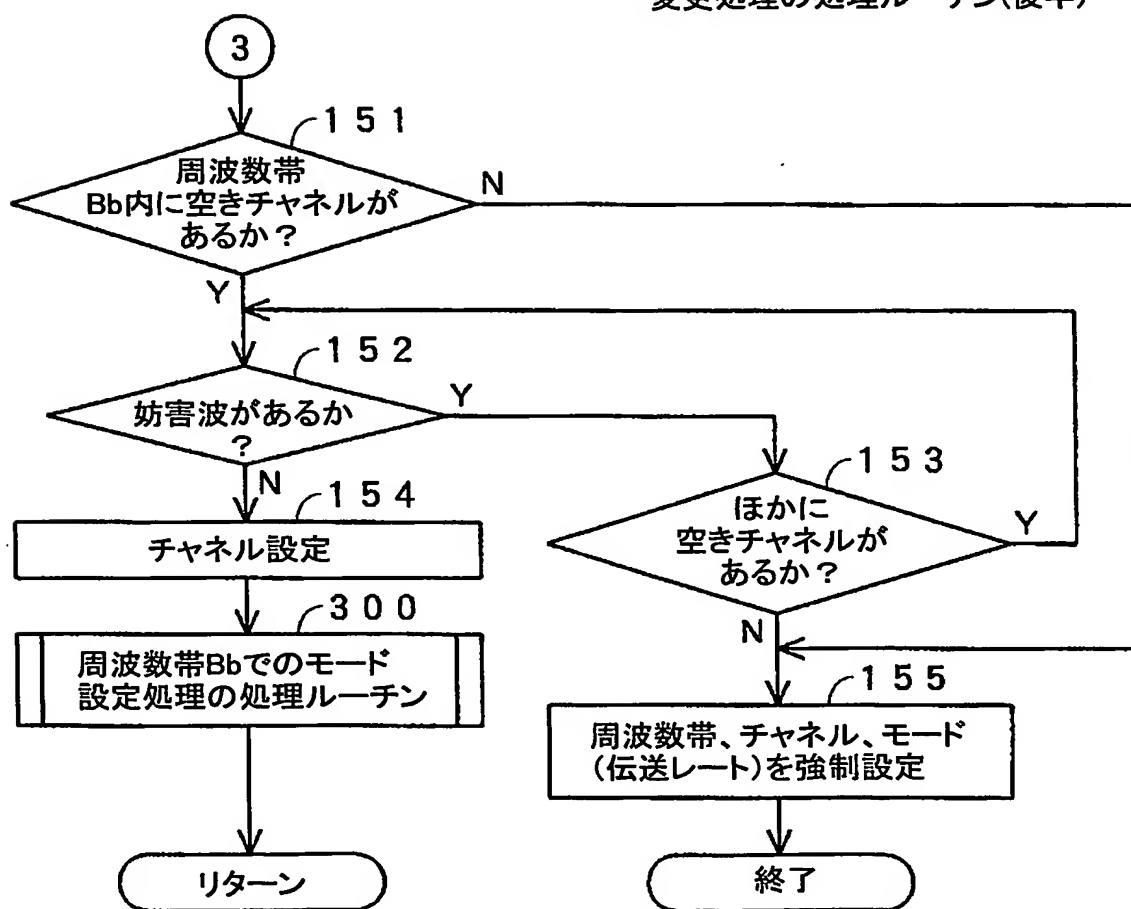 変更処理の処理ルーチン(後半)
3
151
周波数帯
Bb内に空きチャネルが
あるか?
N
Y
152
妨害波があるか
?
Y
N
153
ほかに
空きチャネルが
あるか?
Y
N
154
チャネル設定
300
周波数帯Bbでのモード
設定処理の処理ルーチン
155
周波数帯、チャネル、モード
(伝送レート)を強制設定
リターン
終了